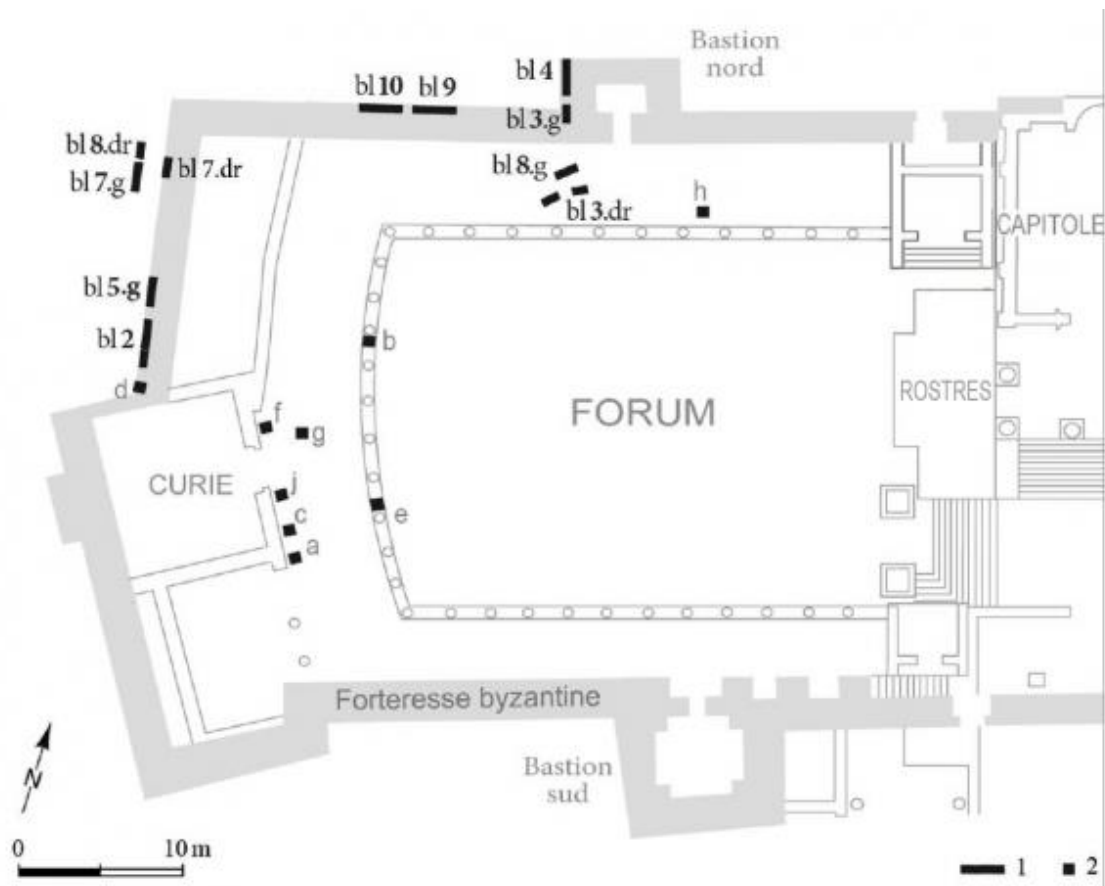 Bastion
nord
bl 4
bl 10
bl 9
bl 3.g
bl 8.dr
bl 7.dr
bl 7.g
bl 8.g
bl 3.dr
h
CAPITOLE
bl 5.g
bl 2
b
d
ROSTRES
FORUM
f
g
CURIE
j
e
c
a
Forteresse byzantine
Bastion
sud
N
0
10 m
1
2